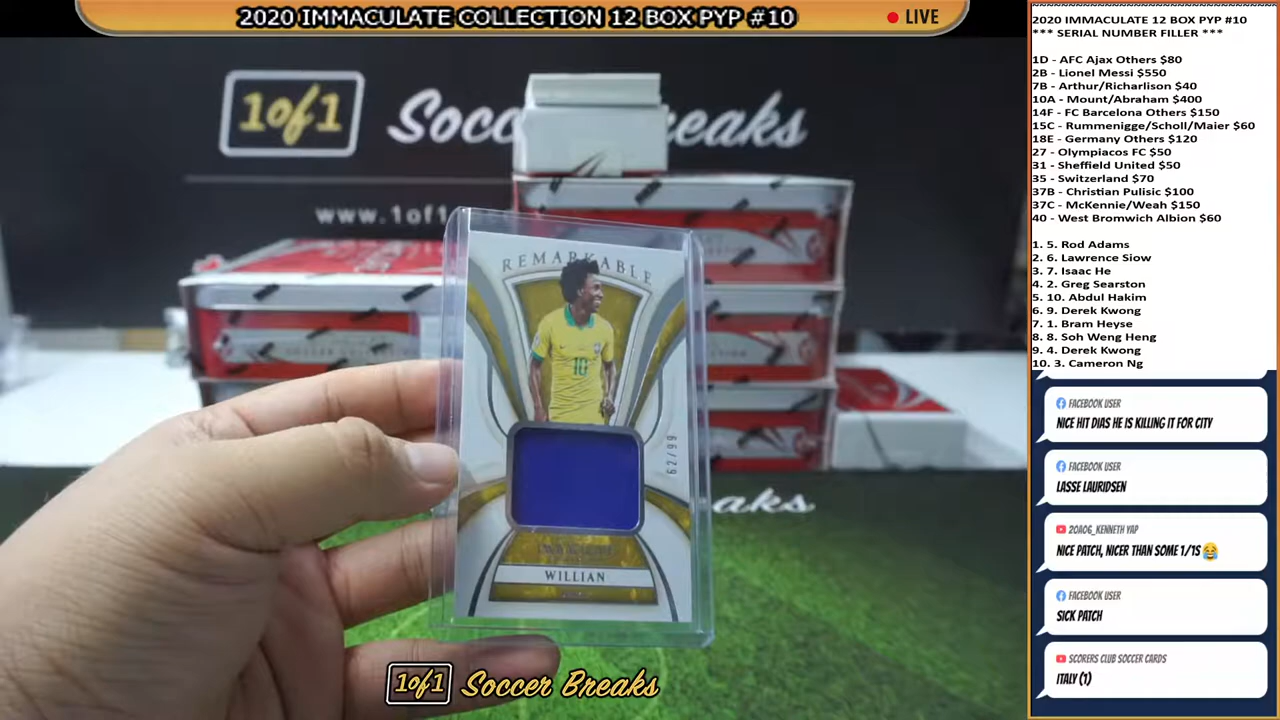 2020 IMMACULATE COLLECTION 12 BOX PYP #10
LIVE
1of1
Soccer Breaks
www.1of1
REMARKABLE
10
62/99
WILLIAN
aks
1of1 Soccer Breaks
2020 IMMACULATE 12 BOX PYP #10
*** SERIAL NUMBER FILLER ***
1D - AFC Ajax Others $80
2B - Lionel Messi $550
7B - Arthur/Richarlison $40
10A - Mount/Abraham $400
14F - FC Barcelona Others $150
15C - Rummenigge/Scholl/Maier $60
18E - Germany Others $120
27 - Olympiacos FC $50
31 - Sheffield United $50
35 - Switzerland $70
37B - Christian Pulisic $100
37C - McKennie/Weah $150
40 - West Bromwich Albion $60
1. 5. Rod Adams
2. 6. Lawrence Siow
3. 7. Isaac He
4. 2. Greg Searston
5. 10. Abdul Hakim
6. 9. Derek Kwong
7. 1. Bram Heyse
8. 8. Soh Weng Heng
9. 4. Derek Kwong
10. 3. Cameron Ng
FACEBOOK USER
NICE HIT DIAS HE IS KILLING IT FOR CITY
FACEBOOK USER
LASSE LAURIDSEN
20A06_KENNETH YAP
NICE PATCH, NICER THAN SOME 1/1S 😂
FACEBOOK USER
SICK PATCH
SCORERS CLUB SOCCER CARDS
ITALY (1)